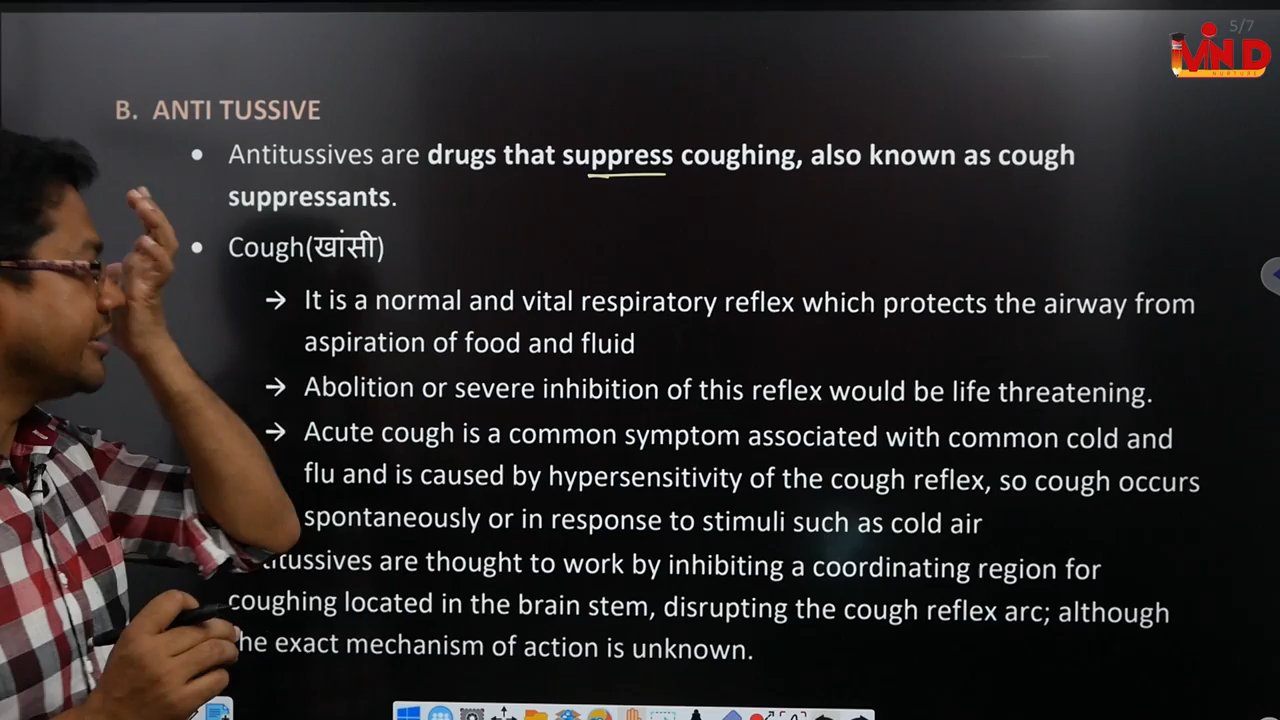 5/7
MIND
NURTURE
B. ANTI TUSSIVE
• Antitussives are drugs that suppress coughing, also known as cough
suppressants.
• Cough(खांसी)
→ It is a normal and vital respiratory reflex which protects the airway from
aspiration of food and fluid
→ Abolition or severe inhibition of this reflex would be life threatening.
→ Acute cough is a common symptom associated with common cold and
flu and is caused by hypersensitivity of the cough reflex, so cough occurs
spontaneously or in response to stimuli such as cold air
titussives are thought to work by inhibiting a coordinating region for
coughing located in the brain stem, disrupting the cough reflex arc; although
he exact mechanism of action is unknown.